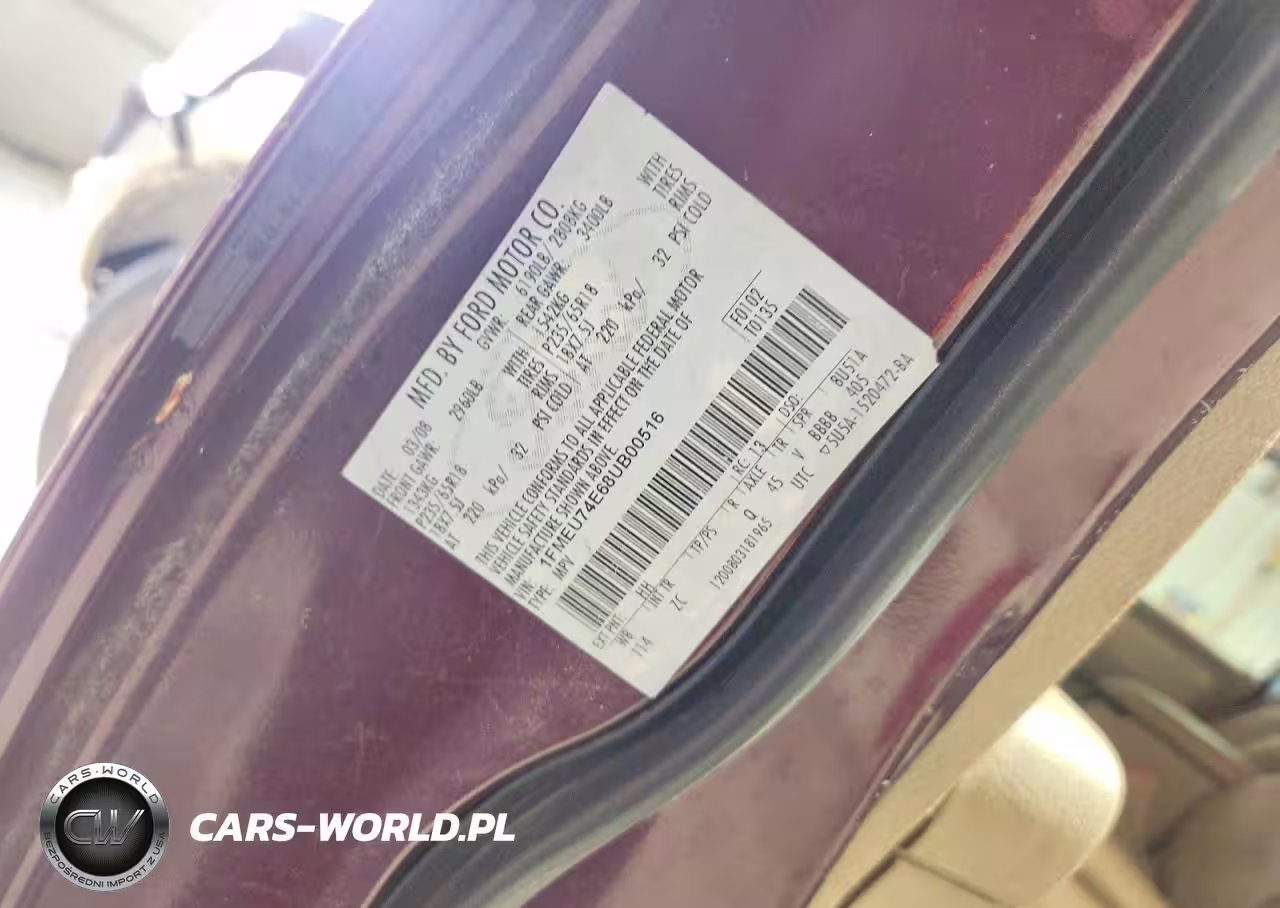 MFD. BY FORD MOTOR CO.
DATE: 03/08 GVWR: 6190LB/ 2808KG
FRONT GAWR: 2960LB REAR GAWR: 3400LB
1343KG WITH 1542KG WITH
P235/65R18 TIRES P235/65R18 TIRES
18X7.5J RIMS 18X7.5J RIMS
AT 220 kPa/ 32 PSI COLD AT 220 kPa/ 32 PSI COLD
THIS VEHICLE CONFORMS TO ALL APPLICABLE FEDERAL MOTOR
VEHICLE SAFETY STANDARDS IN EFFECT ON THE DATE OF
MANUFACTURE SHOWN ABOVE
VIN: 1FMEU74E68UB00516 F0102
TYPE: MPV T0135
EXT PNT: HH RC: 13 DSO:
WB INT TR TP/PS R AXLE TR SPR 8U51A
114 ZC Q 45 V BBBB 405
1200803181965 UTC ▽5U5A-1520472-BA
CARS-WORLD
CW
BEZPOŚREDNI IMPORT Z USA
CARS-WORLD.PL